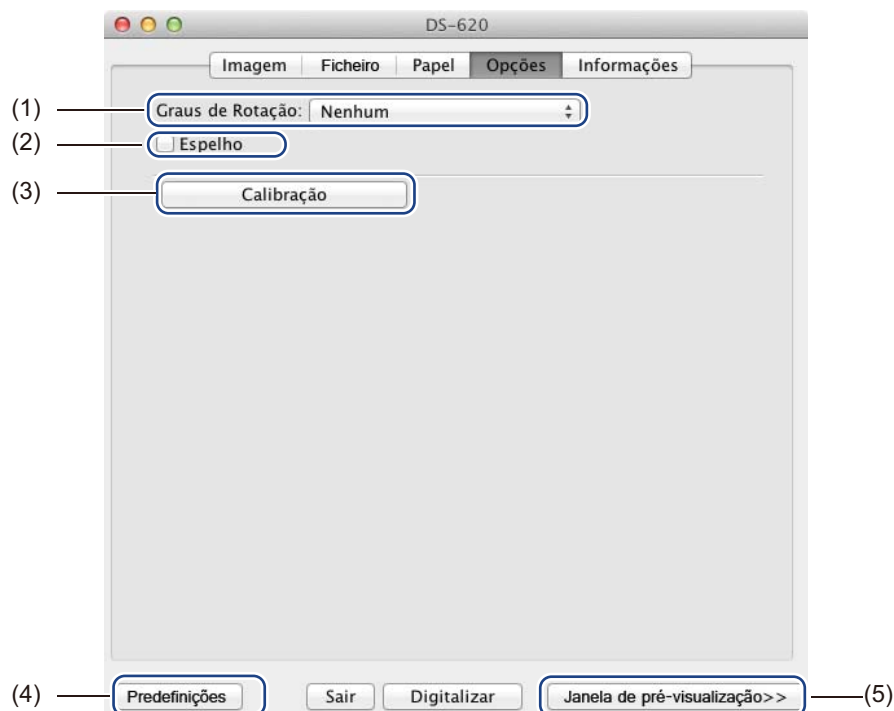 DS-620
Imagem Ficheiro Papel Opções Informações
(1) Graus de Rotação: Nenhum
(2) Espelho
(3) Calibração
(4) Predefinições Sair Digitalizar Janela de pré-visualização>> (5)